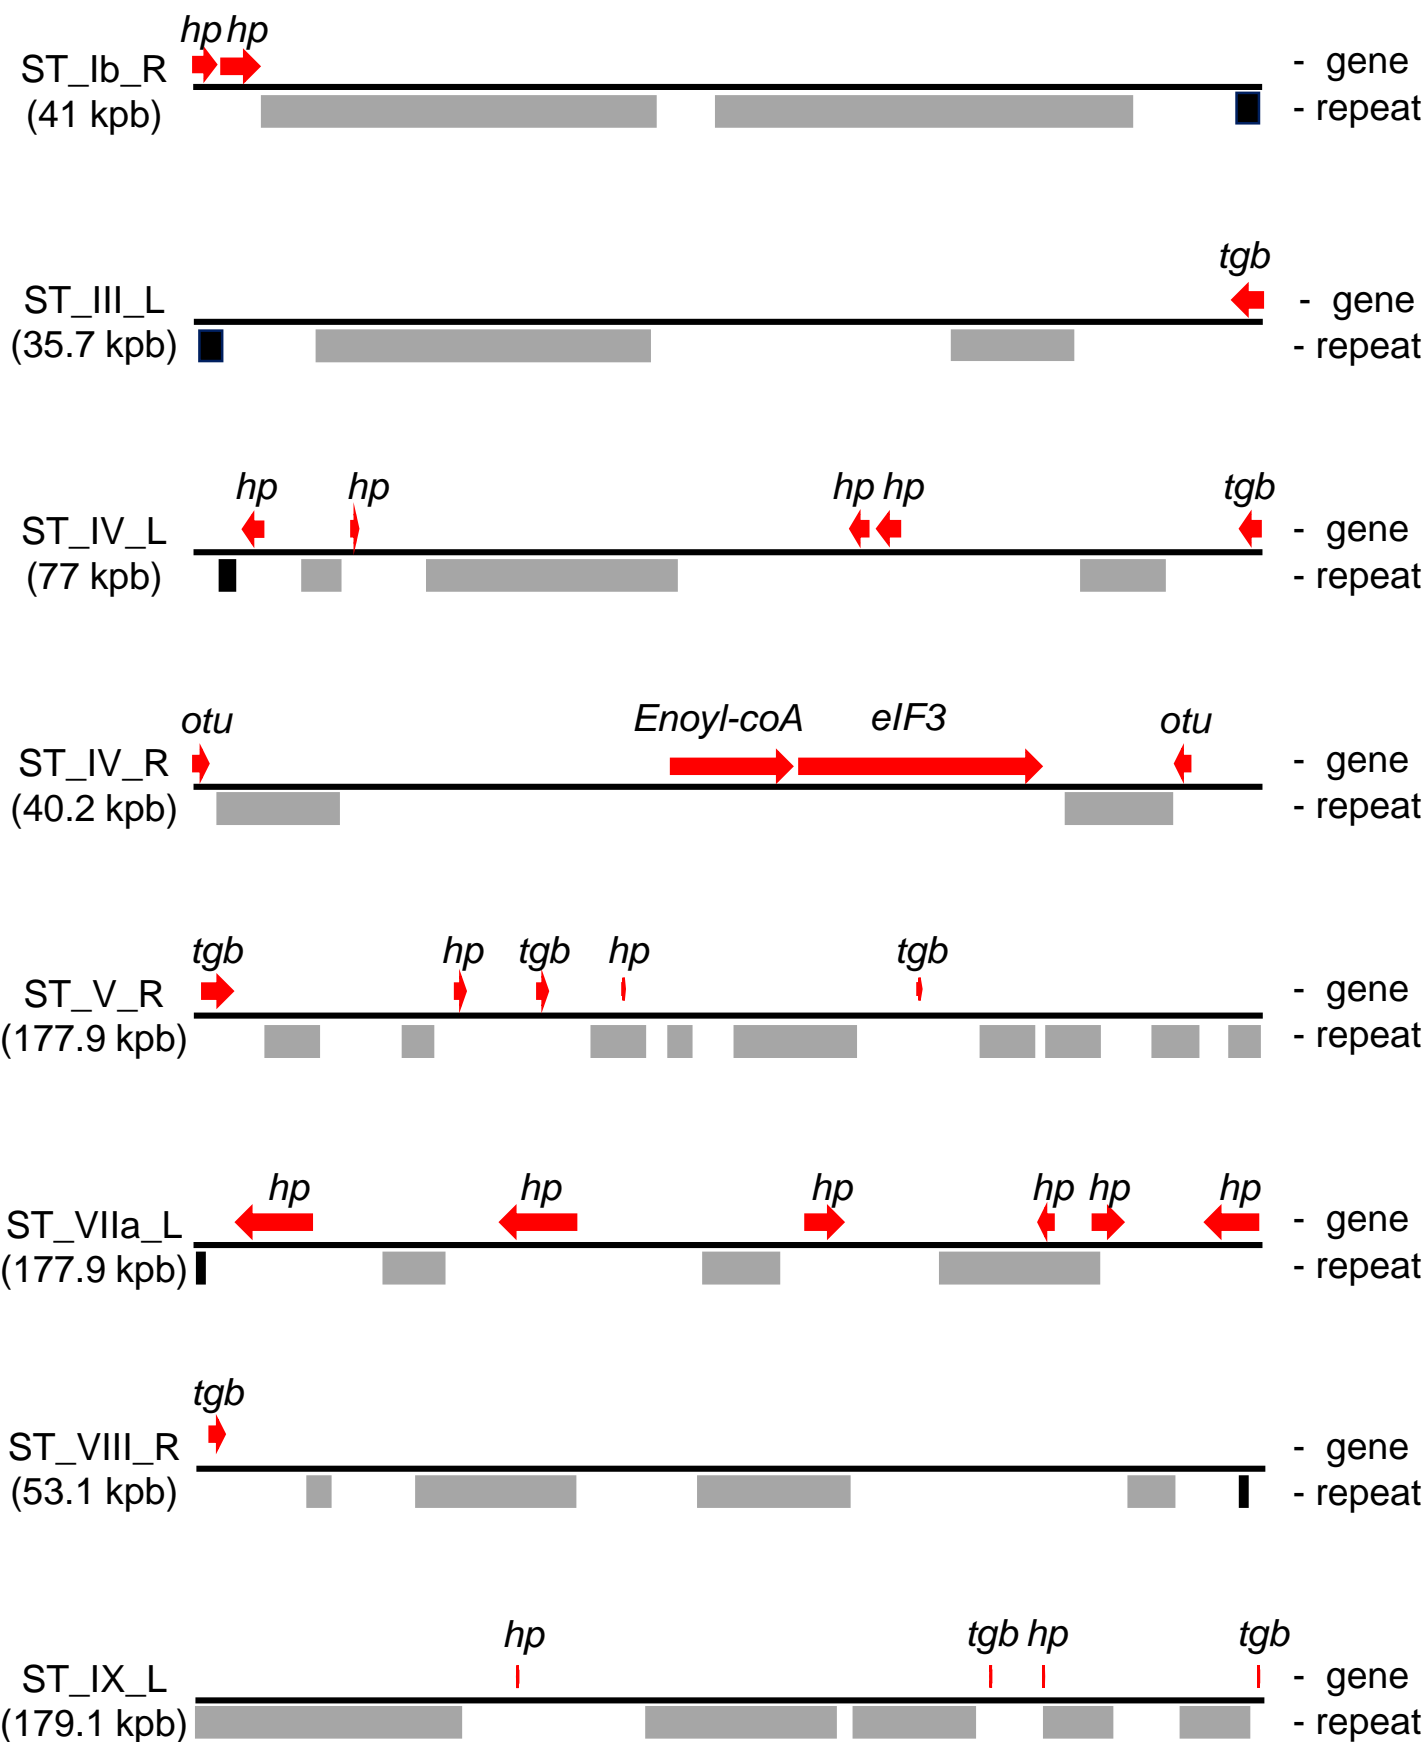 hp hp
ST_Ib_R - gene
(41 kpb) - repeat
tgb
ST_III_L - gene
(35.7 kpb) - repeat
hp hp hp hp tgb
ST_IV_L - gene
(77 kpb) - repeat
otu Enoyl-coA eIF3 otu
ST_IV_R - gene
(40.2 kpb) - repeat
tgb hp tgb hp tgb
ST_V_R - gene
(177.9 kpb) - repeat
hp hp hp hp hp hp
ST_VIIa_L - gene
(177.9 kpb) - repeat
tgb
ST_VIII_R - gene
(53.1 kpb) - repeat
hp tgb hp tgb
ST_IX_L - gene
(179.1 kpb) - repeat